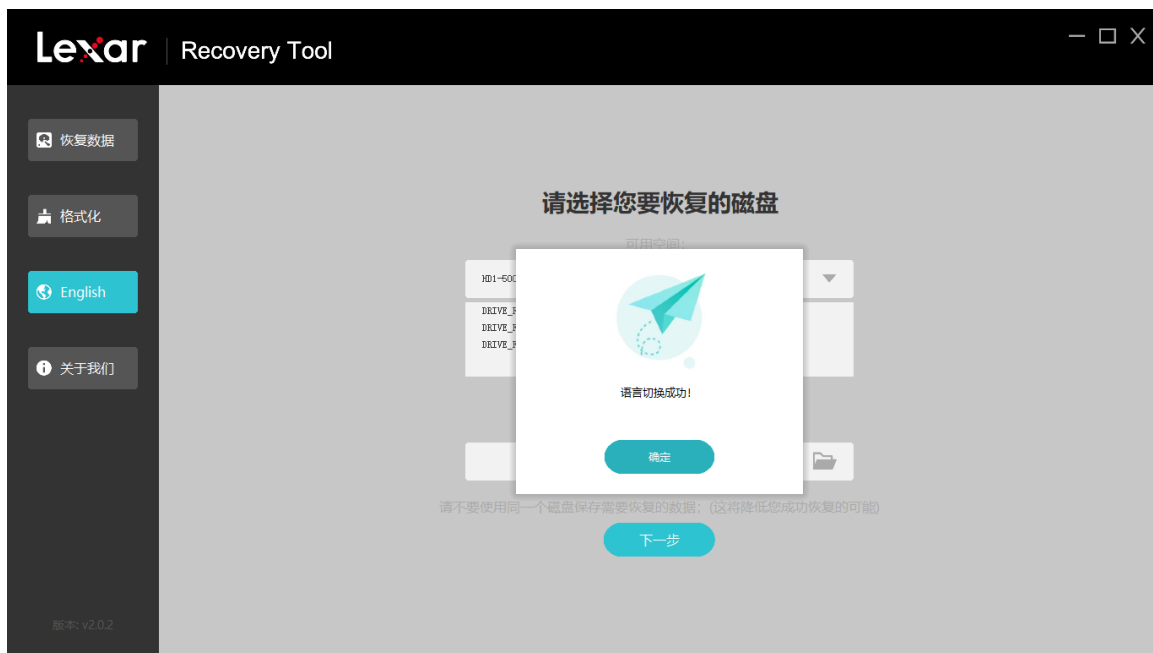 Lexar Recovery Tool
恢复数据
格式化
English
关于我们
版本: v2.0.2
请选择您要恢复的磁盘
可用空间:
HD1-500
DRIVE_
DRIVE_
DRIVE_
语言切换成功!
确定
请不要使用同一个磁盘保存需要恢复的数据; (这将降低您成功恢复的可能)
下一步